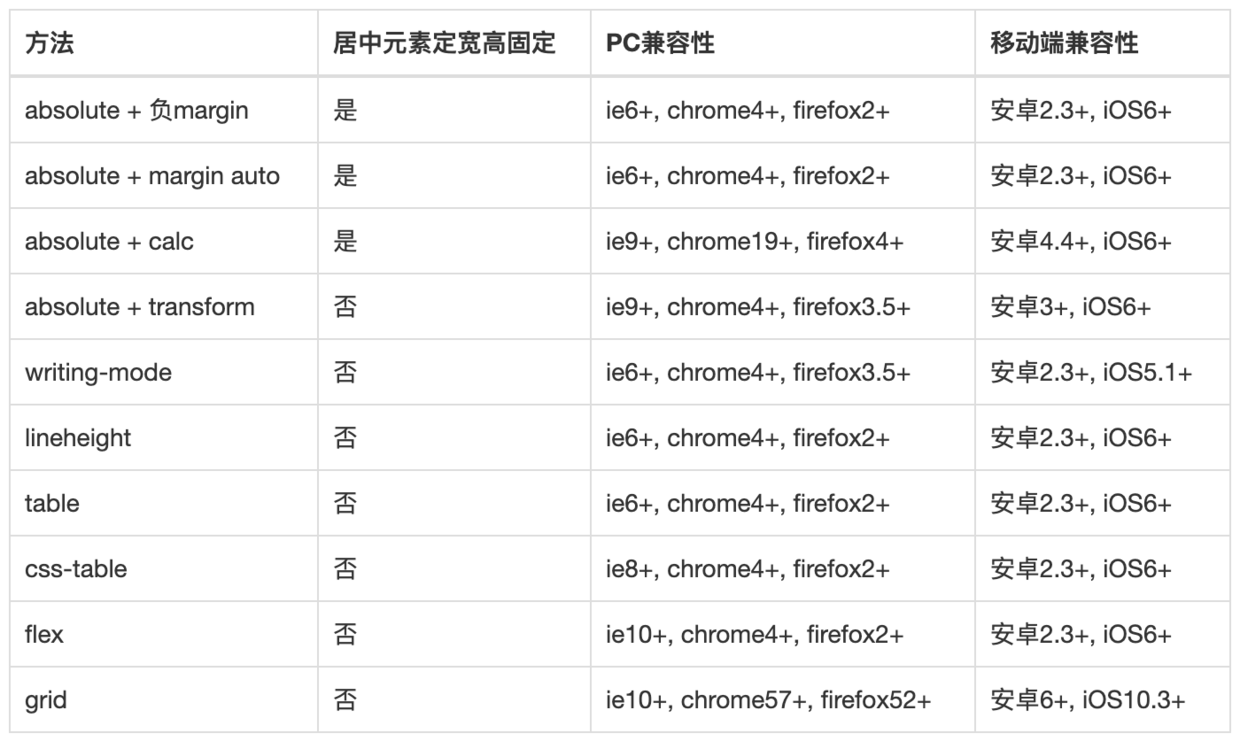 方法 居中元素定宽高固定 PC兼容性 移动端兼容性
absolute + 负margin 是 ie6+, chrome4+, firefox2+ 安卓2.3+, iOS6+
absolute + margin auto 是 ie6+, chrome4+, firefox2+ 安卓2.3+, iOS6+
absolute + calc 是 ie9+, chrome19+, firefox4+ 安卓4.4+, iOS6+
absolute + transform 否 ie9+, chrome4+, firefox3.5+ 安卓3+, iOS6+
writing-mode 否 ie6+, chrome4+, firefox3.5+ 安卓2.3+, iOS5.1+
lineheight 否 ie6+, chrome4+, firefox2+ 安卓2.3+, iOS6+
table 否 ie6+, chrome4+, firefox2+ 安卓2.3+, iOS6+
css-table 否 ie8+, chrome4+, firefox2+ 安卓2.3+, iOS6+
flex 否 ie10+, chrome4+, firefox2+ 安卓2.3+, iOS6+
grid 否 ie10+, chrome57+, firefox52+ 安卓6+, iOS10.3+